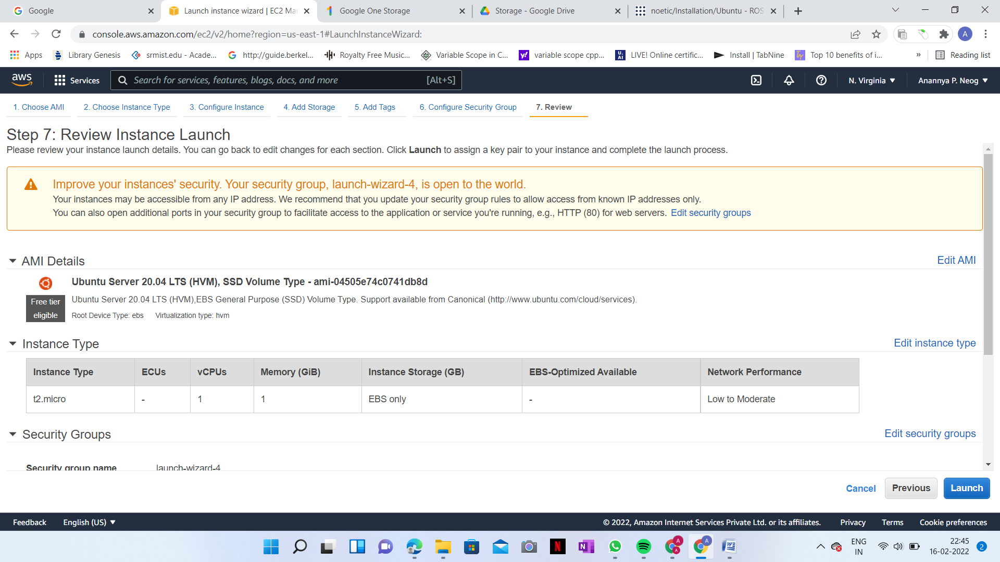 Google
Launch instance wizard | EC2 Mar
Google One Storage
Storage - Google Drive
noetic/Installation/Ubuntu - ROS
console.aws.amazon.com/ec2/v2/home?region=us-east-1#LaunchInstanceWizard:
A
Apps
Library Genesis
srmist.edu - Acade...
http://guide.berkel...
Royalty Free Music...
Variable Scope in C...
variable scope cpp...
LIVE! Online certific...
Install | TabNine
Top 10 benefits of i...
»
Reading list
aws
Services
Search for services, features, blogs, docs, and more
[Alt+S]
N. Virginia
Anannya P. Neog
1. Choose AMI
2. Choose Instance Type
3. Configure Instance
4. Add Storage
5. Add Tags
6. Configure Security Group
7. Review
Step 7: Review Instance Launch
Please review your instance launch details. You can go back to edit changes for each section. Click Launch to assign a key pair to your instance and complete the launch process.
Improve your instances' security. Your security group, launch-wizard-4, is open to the world.
Your instances may be accessible from any IP address. We recommend that you update your security group rules to allow access from known IP addresses only.
You can also open additional ports in your security group to facilitate access to the application or service you're running, e.g., HTTP (80) for web servers. Edit security groups
AMI Details
Edit AMI
Ubuntu Server 20.04 LTS (HVM), SSD Volume Type - ami-04505e74c0741db8d
Free tier
eligible
Ubuntu Server 20.04 LTS (HVM),EBS General Purpose (SSD) Volume Type. Support available from Canonical (http://www.ubuntu.com/cloud/services).
Root Device Type: ebs
Virtualization type: hvm
Instance Type
Edit instance type
Instance Type ECUs vCPUs Memory (GiB) Instance Storage (GB) EBS-Optimized Available Network Performance
t2.micro - 1 1 EBS only - Low to Moderate
Security Groups
Edit security groups
Security group name
launch-wizard-4
Cancel
Previous
Launch
Feedback
English (US)
© 2022, Amazon Internet Services Private Ltd. or its affiliates.
Privacy
Terms
Cookie preferences
ENG
IN
22:45
16-02-2022
2